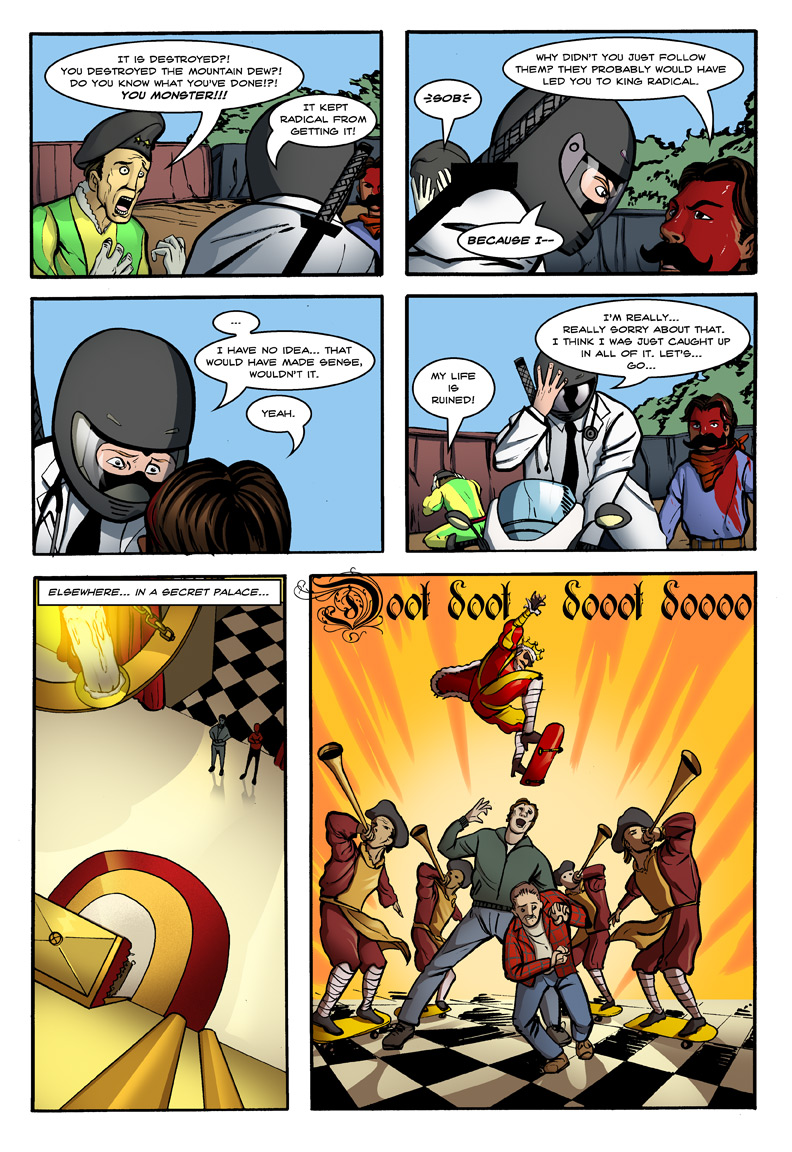 IT IS DESTROYED?!
YOU DESTROYED THE MOUNTAIN DEW?!
DO YOU KNOW WHAT YOU'VE DONE!?!
YOU MONSTER!!!
IT KEPT
RADICAL FROM
GETTING IT!
SOB
WHY DIDN'T YOU JUST FOLLOW
THEM? THEY PROBABLY WOULD HAVE
LED YOU TO KING RADICAL.
BECAUSE I--
...
I HAVE NO IDEA... THAT
WOULD HAVE MADE SENSE,
WOULDN'T IT.
YEAH.
MY LIFE
IS
RUINED!
I'M REALLY...
REALLY SORRY ABOUT THAT.
I THINK I WAS JUST CAUGHT UP
IN ALL OF IT. LET'S...
GO...
ELSEWHERE... IN A SECRET PALACE...
Doot doot dooot doooo